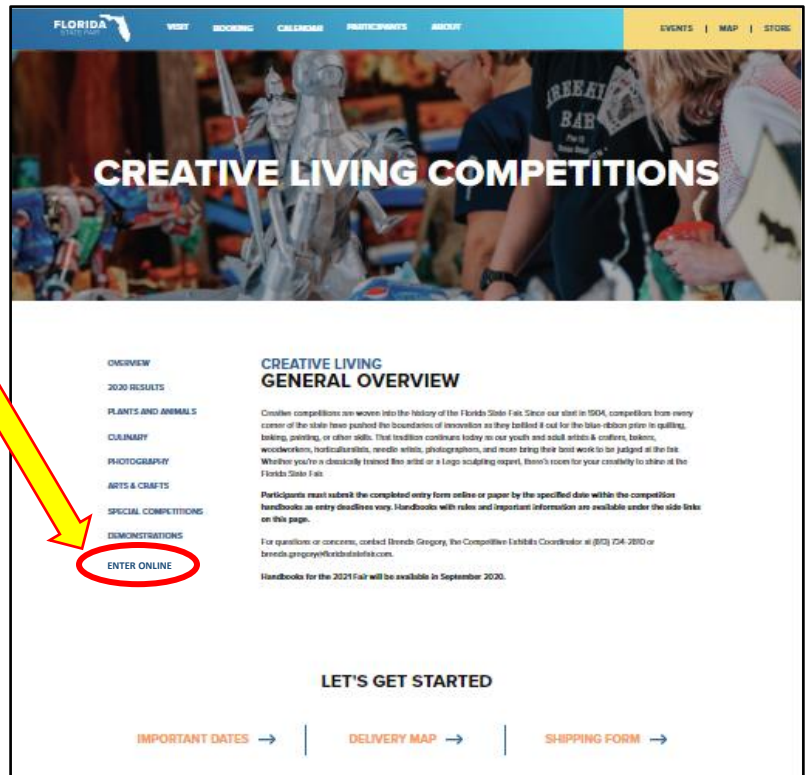 FLORIDA
STATE FAIR
VISIT BOOKING CALENDAR PARTICIPANTS ABOUT
EVENTS | MAP | STORE
BAR
CREATIVE LIVING COMPETITIONS
OVERVIEW
2020 RESULTS
PLANTS AND ANIMALS
CULINARY
PHOTOGRAPHY
ARTS & CRAFTS
SPECIAL COMPETITIONS
DEMONSTRATIONS
ENTER ONLINE
CREATIVE LIVING
GENERAL OVERVIEW
Creative competitions are woven into the history of the Florida State Fair. Since our start in 1904, competitors from every
corner of the state have pushed the boundaries of innovation as they battled it out for the blue ribbon prize in quilting,
baking, painting, or other skills. That tradition continues today as our youth and adult artists & crafters, bakers,
woodworkers, horticulturalists, needle artists, photographers, and more bring their best work to be judged at the fair.
Whether you're a classically trained fine artist or a Lego sculpting expert, there's room for your creativity to shine at the
Florida State Fair.
Participants must submit the completed entry form online or paper by the specified date within the competition
handbooks as entry deadlines vary. Handbooks with rules and important information are available under the side links
on this page.
For questions or concerns, contact Brenda Gregory, the Competitive Exhibits Coordinator at (813) 734-2810 or
brenda.gregory@floridastatefair.com.
Handbooks for the 2021 Fair will be available in September 2020.
LET'S GET STARTED
IMPORTANT DATES → | DELIVERY MAP → | SHIPPING FORM →